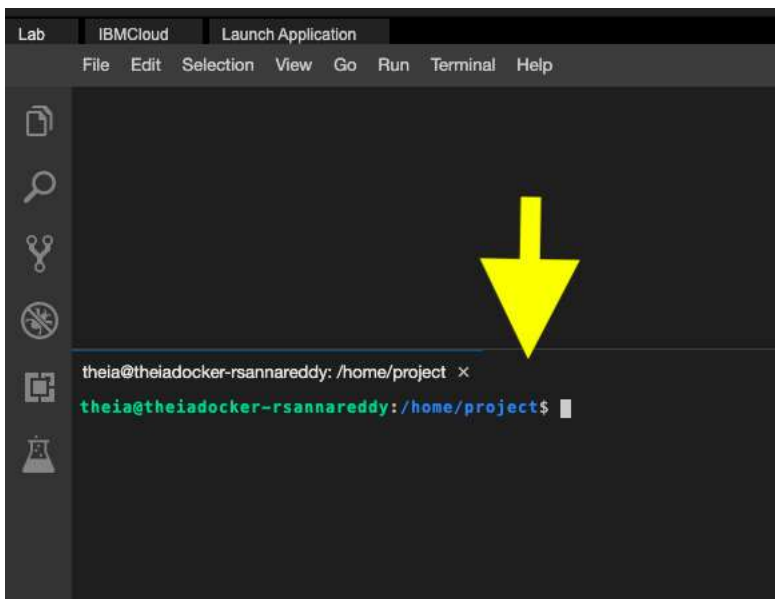 Lab IBMCloud Launch Application
File Edit Selection View Go Run Terminal Help
theia@theiadocker-rsannareddy: /home/project ×
theia@theiadocker-rsannareddy:/home/project$